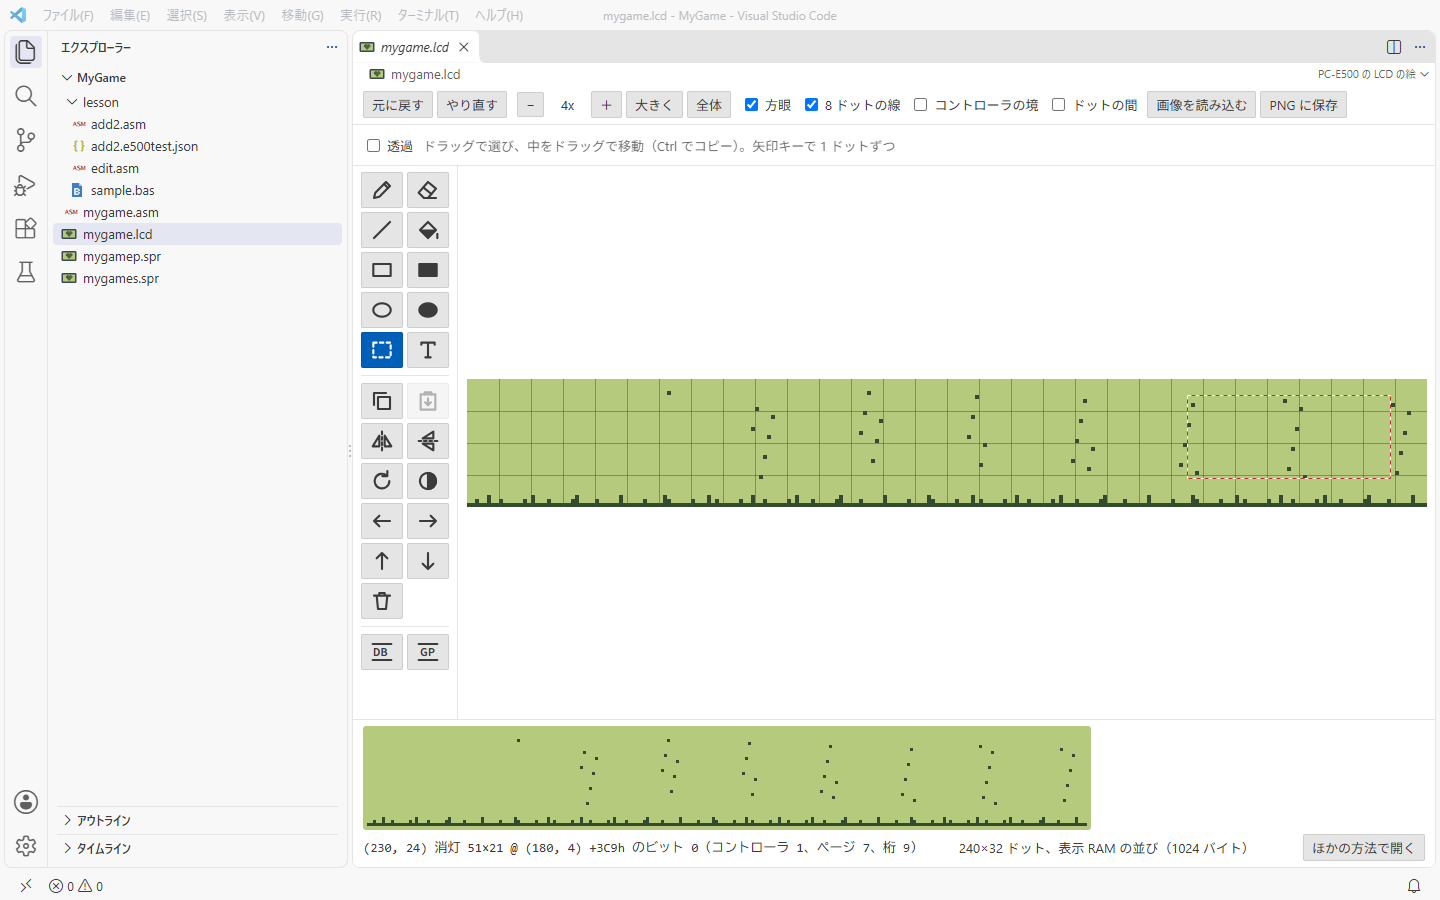 ファイル(F) 編集(E) 選択(S) 表示(V) 移動(G) 実行(R) ターミナル(T) ヘルプ(H) mygame.lcd - MyGame - Visual Studio Code
エクスプローラー
MyGame
lesson
ASM add2.asm
{ } add2.e500test.json
ASM edit.asm
B sample.bas
ASM mygame.asm
mygame.lcd
mygamep.spr
mygames.spr
アウトライン
タイムライン
mygame.lcd
mygame.lcd
PC-E500 の LCD の絵
元に戻す やり直す − 4x ＋ 大きく 全体 方眼 8 ドットの線 コントローラの境 ドットの間 画像を読み込む PNG に保存
透過 ドラッグで選び、中をドラッグで移動（Ctrl でコピー）。矢印キーで 1 ドットずつ
T
DB GP
(230, 24) 消灯 51×21 @ (180, 4) +3C9h のビット 0（コントローラ 1、ページ 7、桁 9） 240×32 ドット、表示 RAM の並び（1024 バイト） ほかの方法で開く
0 0